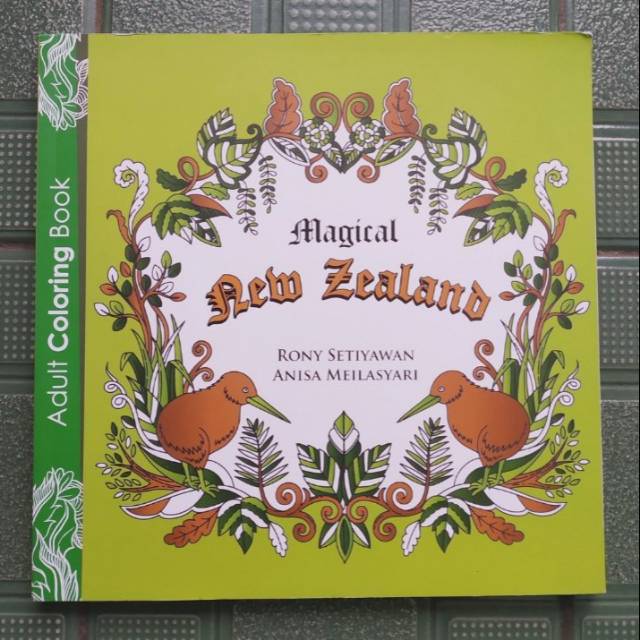 Adult Coloring Book
Magical
New Zealand
RONY SETIYAWAN
ANISA MEILASYARI